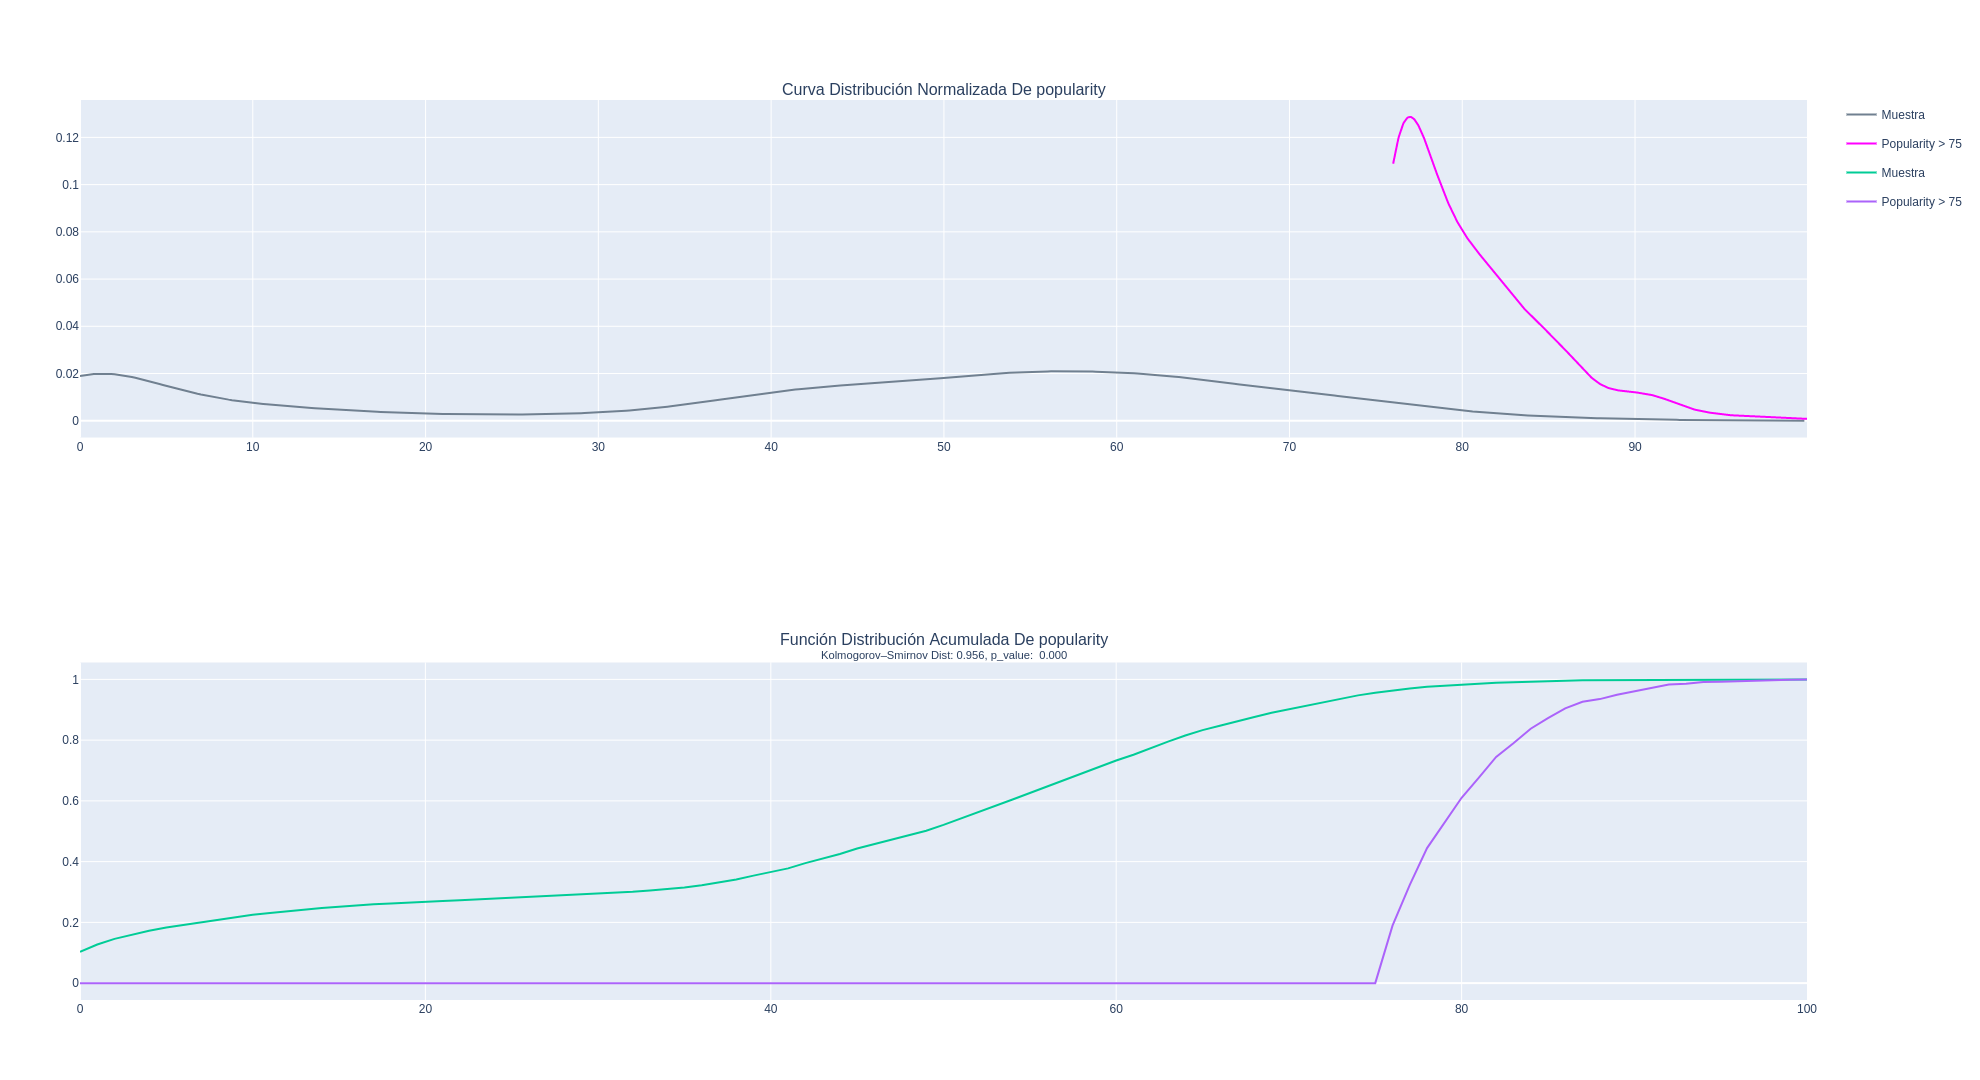 Curva Distribución Normalizada De popularity
0.12
0.1
0.08
0.06
0.04
0.02
0
0 10 20 30 40 50 60 70 80 90
Muestra
Popularity > 75
Muestra
Popularity > 75
Función Distribución Acumulada De popularity
Kolmogorov–Smirnov Dist: 0.956, p_value: 0.000
1
0.8
0.6
0.4
0.2
0
0 20 40 60 80 100